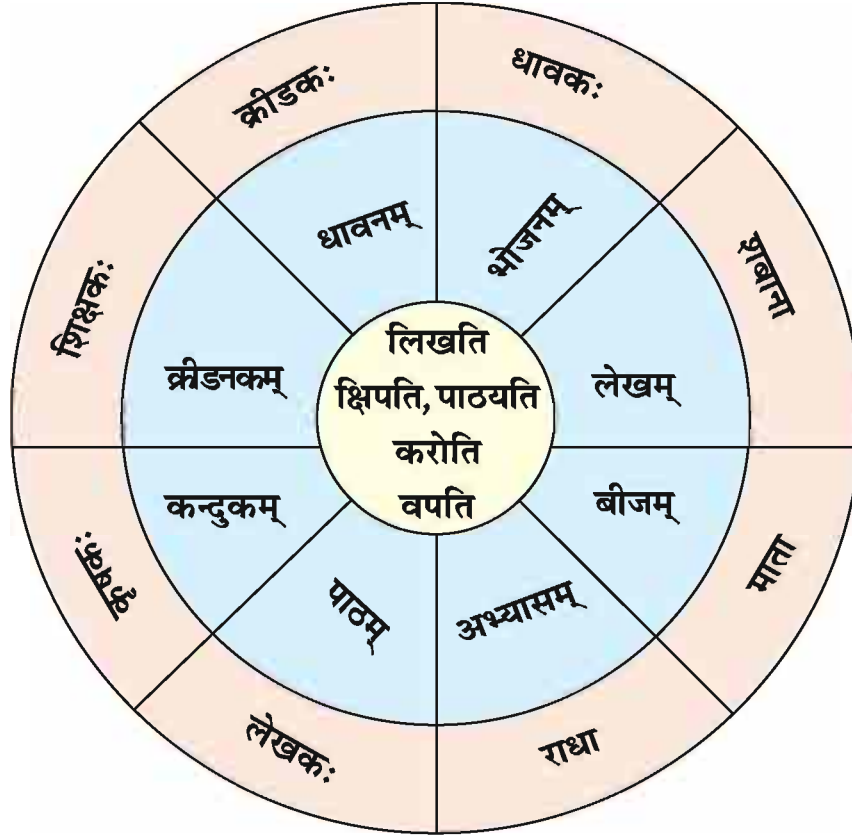 क्रीडकः
धावकः
शबाना
माता
राधा
लेखकः
कृषकः
शिक्षकः
धावनम्
भोजनम्
लेखम्
बीजम्
अभ्यासम्
पाठम्
कन्दुकम्
क्रीडनकम्
लिखति
क्षिपति, पाठयति
करोति
वपति